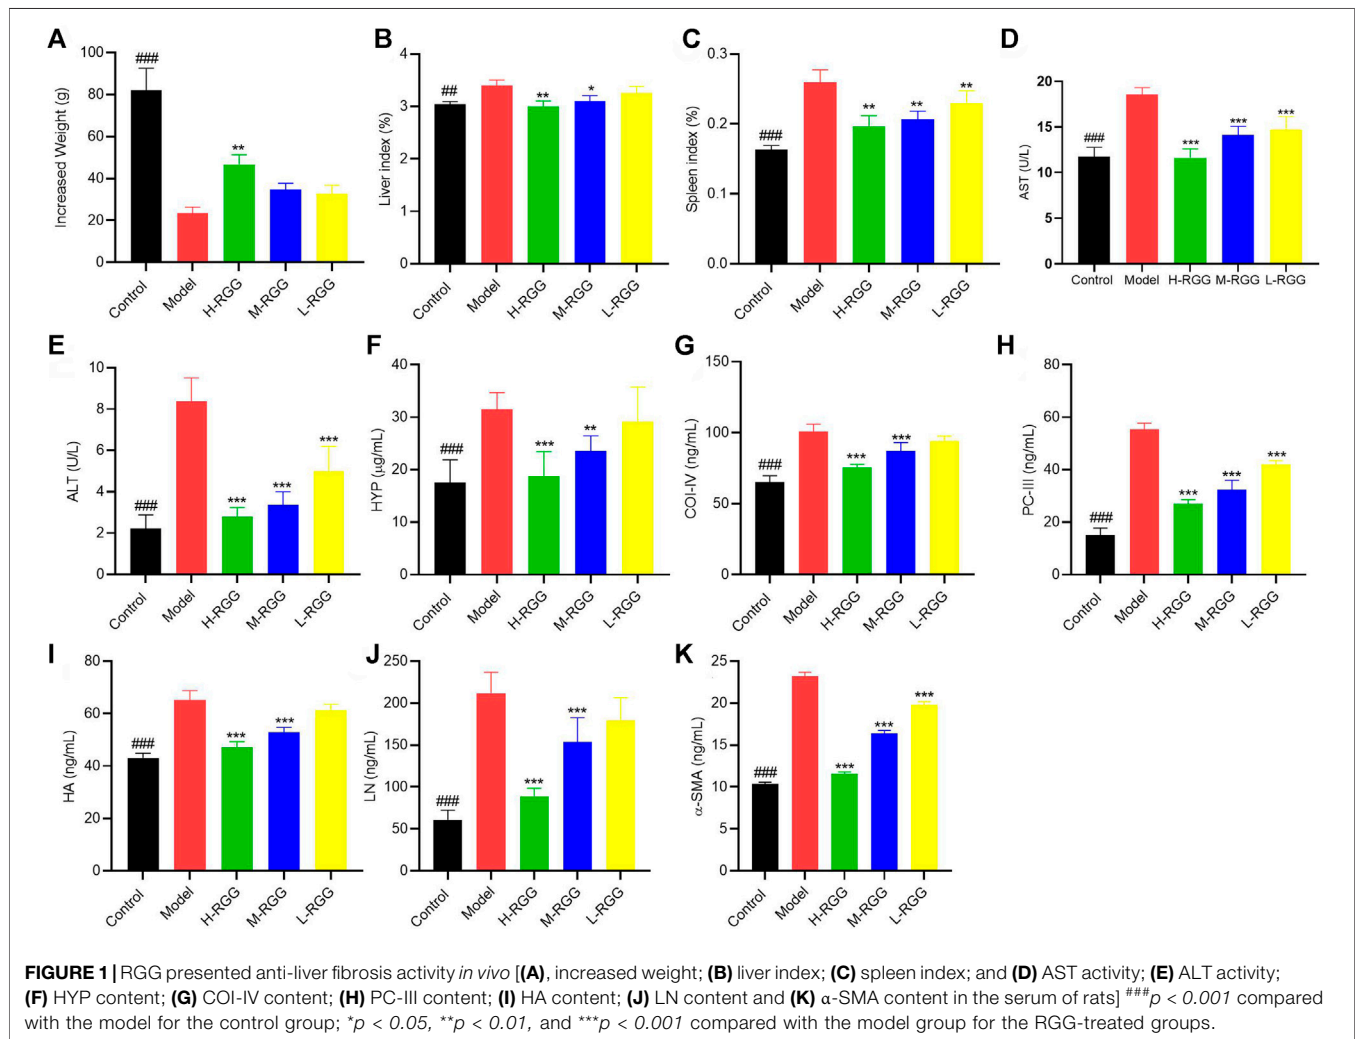 A
Increased Weight (g)
100
80
60
40
20
0
###
**
Control
Model
H-RGG
M-RGG
L-RGG
B
Liver index (%)
4
3
2
1
0
##
**
*
Control
Model
H-RGG
M-RGG
L-RGG
C
Spleen index (%)
0.3
0.2
0.1
0.0
###
**
**
**
Control
Model
H-RGG
M-RGG
L-RGG
D
AST (U/L)
20
15
10
5
0
###
***
***
***
Control Model H-RGG M-RGG L-RGG
E
ALT (U/L)
10
8
6
4
2
0
###
***
***
***
Control
Model
H-RGG
M-RGG
L-RGG
F
HYP (μg/mL)
40
30
20
10
0
###
***
**
Control
Model
H-RGG
M-RGG
L-RGG
G
COI-IV (ng/mL)
150
100
50
0
###
***
***
Control
Model
H-RGG
M-RGG
L-RGG
H
PC-III (ng/mL)
80
60
40
20
0
###
***
***
***
Control
Model
H-RGG
M-RGG
L-RGG
I
HA (ng/mL)
80
60
40
20
0
###
***
***
Control
Model
H-RGG
M-RGG
L-RGG
J
LN (ng/mL)
250
200
150
100
50
0
###
***
***
Control
Model
H-RGG
M-RGG
L-RGG
K
α-SMA (ng/mL)
25
20
15
10
5
0
###
***
***
***
Control
Model
H-RGG
M-RGG
L-RGG
FIGURE 1 | RGG presented anti-liver fibrosis activity in vivo [(A), increased weight; (B) liver index; (C) spleen index; and (D) AST activity; (E) ALT activity;
(F) HYP content; (G) COI-IV content; (H) PC-III content; (I) HA content; (J) LN content and (K) α-SMA content in the serum of rats] ###p < 0.001 compared
with the model for the control group; *p < 0.05, **p < 0.01, and ***p < 0.001 compared with the model group for the RGG-treated groups.